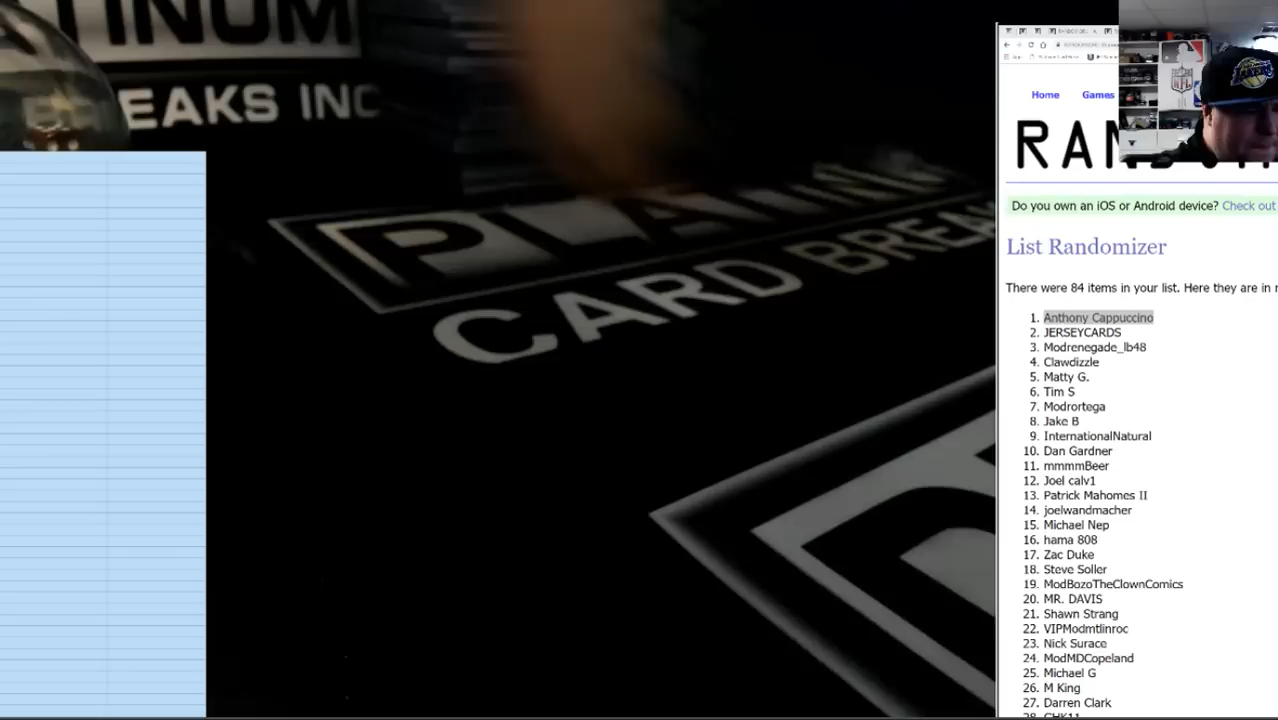 TINUM
BREAKS INC
PLATINUM
CARD BREA
P
Home Games
RANDOM
Do you own an iOS or Android device? Check out
List Randomizer
There were 84 items in your list. Here they are in r
1. Anthony Cappuccino
2. JERSEYCARDS
3. Modrenegade_lb48
4. Clawdizzle
5. Matty G.
6. Tim S
7. Modrortega
8. Jake B
9. InternationalNatural
10. Dan Gardner
11. mmmmBeer
12. Joel calv1
13. Patrick Mahomes II
14. joelwandmacher
15. Michael Nep
16. hama 808
17. Zac Duke
18. Steve Soller
19. ModBozoTheClownComics
20. MR. DAVIS
21. Shawn Strang
22. VIPModmtlinroc
23. Nick Surace
24. ModMDCopeland
25. Michael G
26. M King
27. Darren Clark
28. CHK11